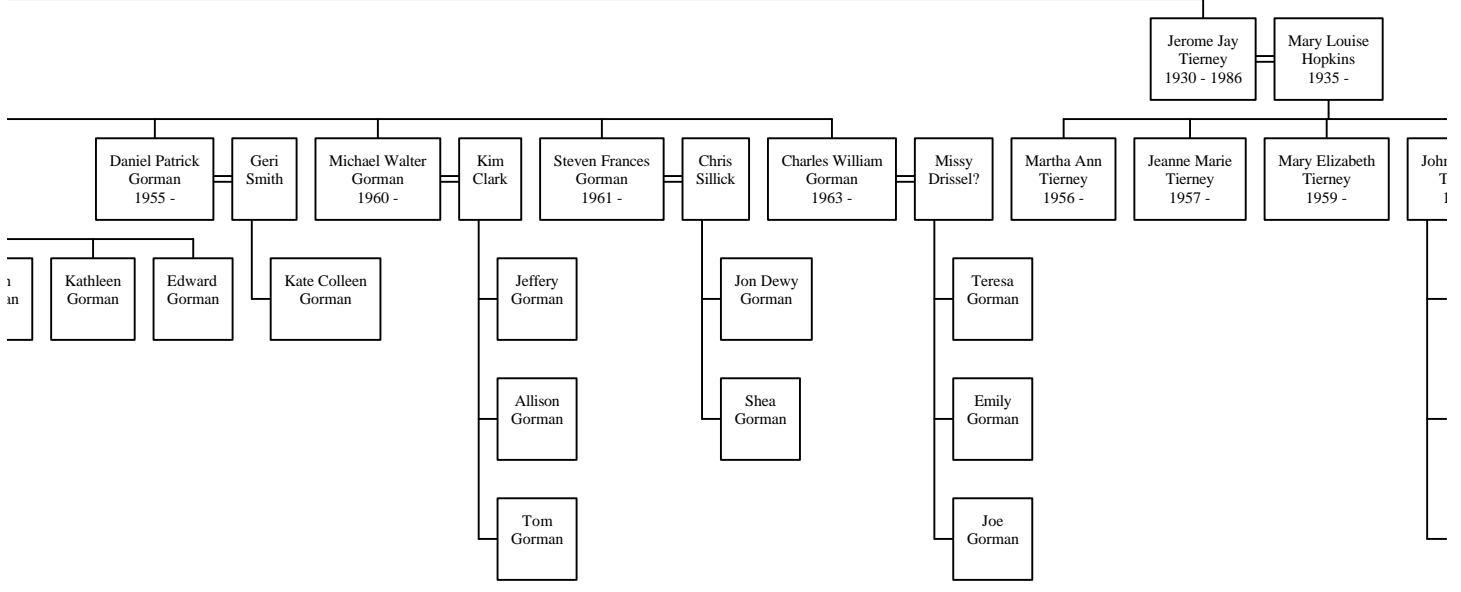 Jerome Jay
Tierney
1930 - 1986
Mary Louise
Hopkins
1935 -
Daniel Patrick
Gorman
1955 -
Geri
Smith
Michael Walter
Gorman
1960 -
Kim
Clark
Steven Frances
Gorman
1961 -
Chris
Sillick
Charles William
Gorman
1963 -
Missy
Drissel?
Martha Ann
Tierney
1956 -
Jeanne Marie
Tierney
1957 -
Mary Elizabeth
Tierney
1959 -
John
T
1
n
an
Kathleen
Gorman
Edward
Gorman
Kate Colleen
Gorman
Jeffery
Gorman
Jon Dewy
Gorman
Teresa
Gorman
Allison
Gorman
Shea
Gorman
Emily
Gorman
Tom
Gorman
Joe
Gorman